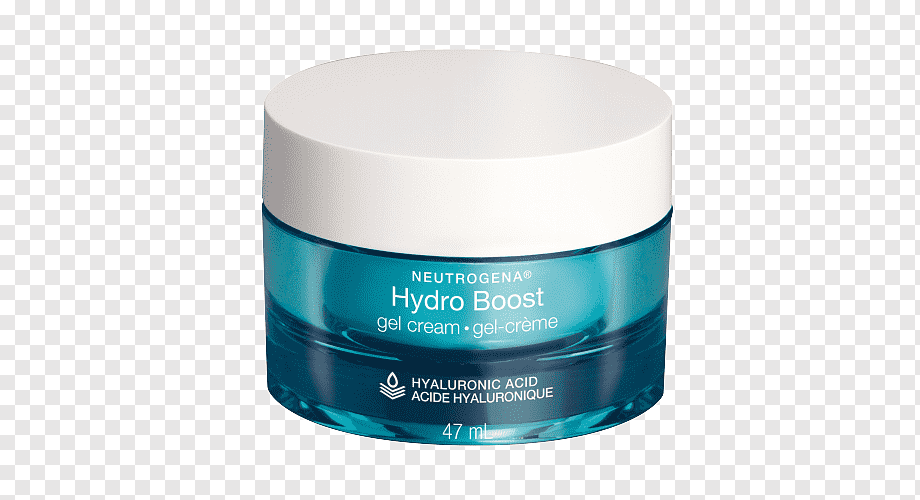 NEUTROGENA®
Hydro Boost
gel cream • gel-crème
HYALURONIC ACID
ACIDE HYALURONIQUE
47 mL